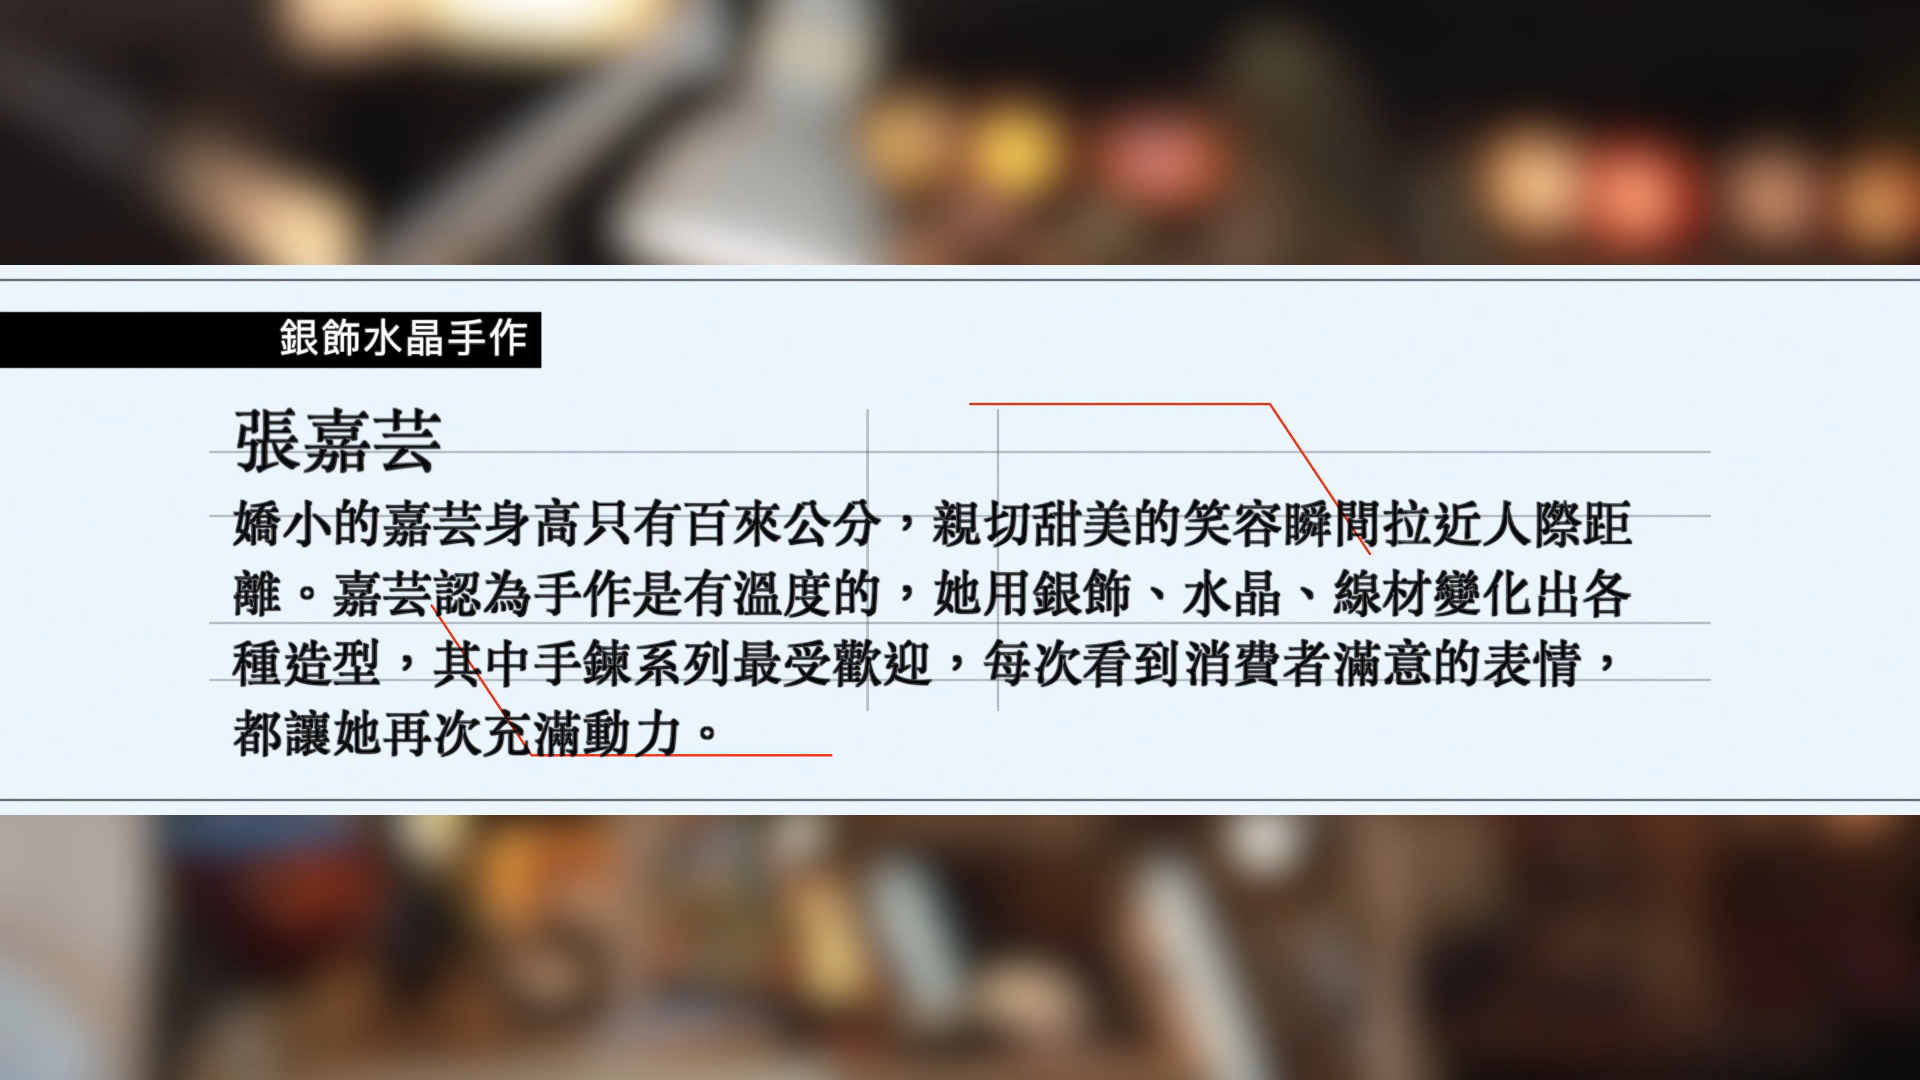 銀飾水晶手作
張嘉芸
嬌小的嘉芸身高只有百來公分，親切甜美的笑容瞬間拉近人際距
離。嘉芸認為手作是有溫度的，她用銀飾、水晶、線材變化出各
種造型，其中手鍊系列最受歡迎，每次看到消費者滿意的表情，
都讓她再次充滿動力。